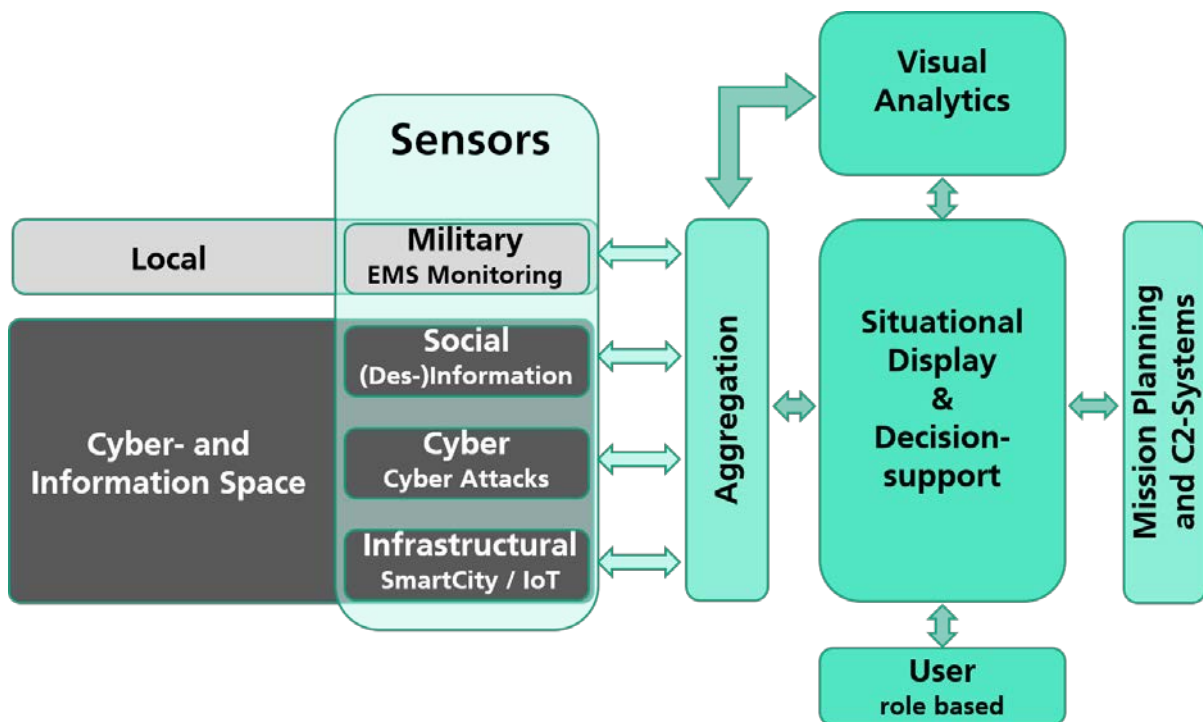 Visual
Analytics
Sensors
Local
Military
EMS Monitoring
Cyber- and
Information Space
Social
(Des-)Information
Cyber
Cyber Attacks
Infrastructural
SmartCity / IoT
Aggregation
Situational
Display
&
Decision-
support
Mission Planning
and C2-Systems
User
role based